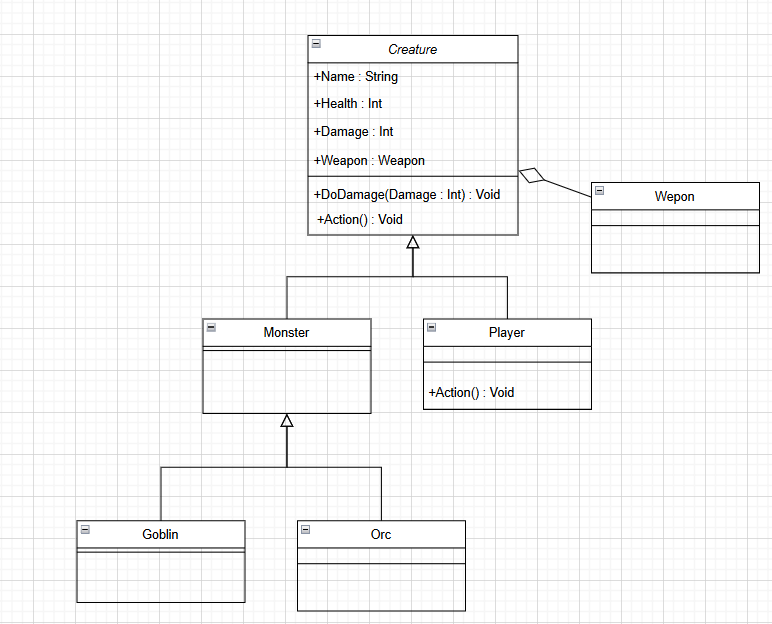 Creature
+Name : String
+Health : Int
+Damage : Int
+Weapon : Weapon
+DoDamage(Damage : Int) : Void
+Action() : Void
Wepon
Monster
Player
+Action() : Void
Goblin
Orc